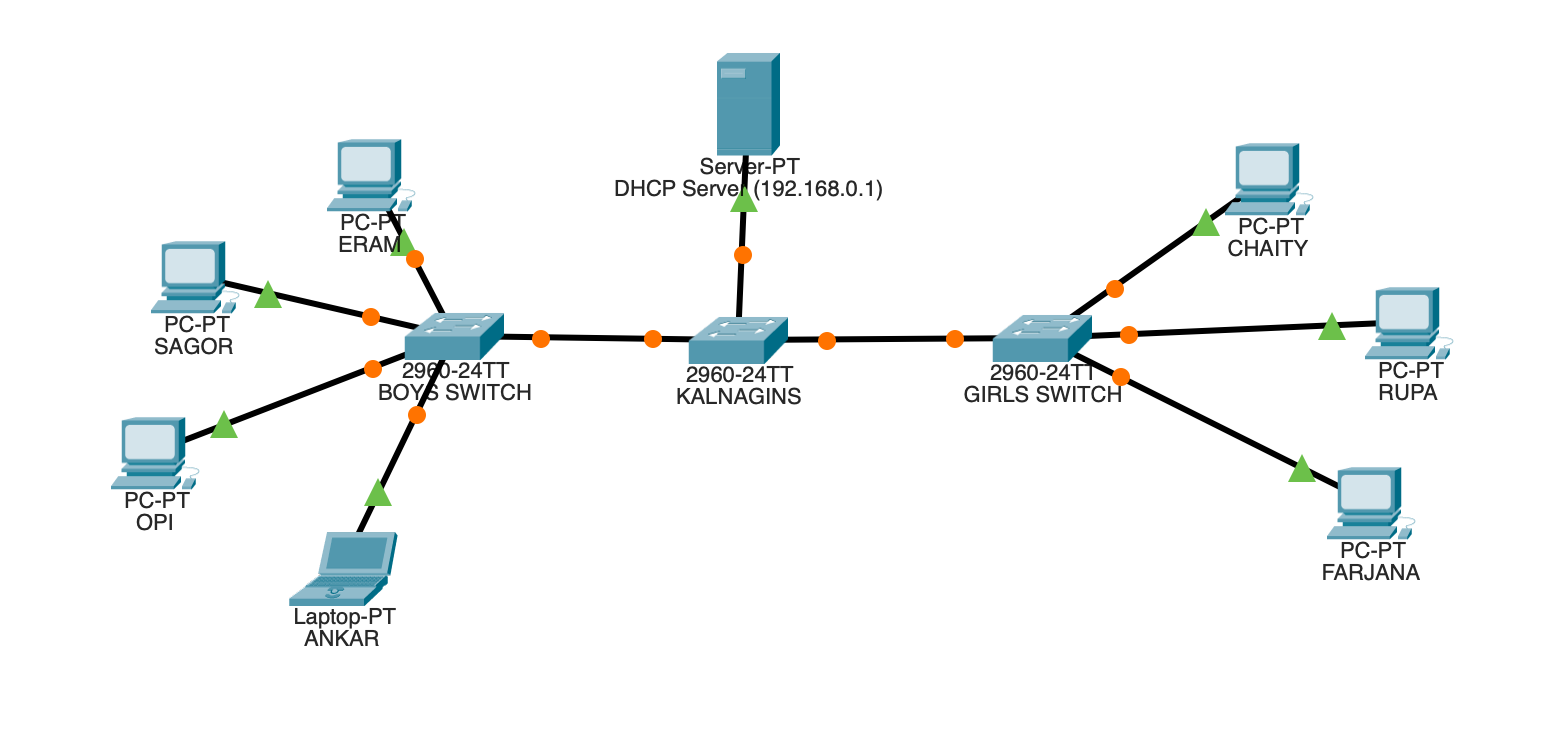 Server-PT
DHCP Server (192.168.0.1)
PC-PT
ERAM
PC-PT
SAGOR
PC-PT
OPI
Laptop-PT
ANKAR
2960-24TT
BOYS SWITCH
2960-24TT
KALNAGINS
2960-24TT
GIRLS SWITCH
PC-PT
CHAITY
PC-PT
RUPA
PC-PT
FARJANA